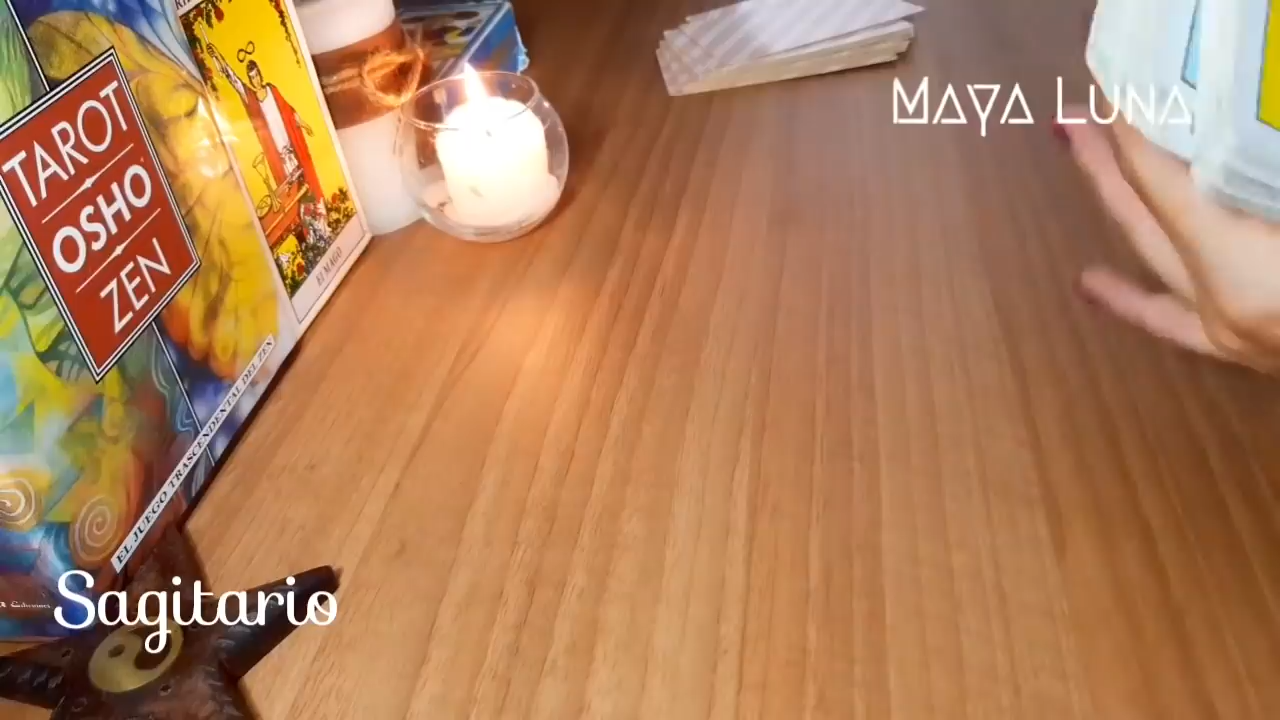 MAYA LUNA
TAROT
OSHO
ZEN
EL MAGO
EL JUEGO TRASCENDENTAL DEL ZEN
Sagitario